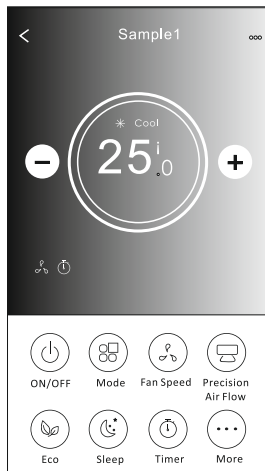 Sample1
Cool
25.0
ON/OFF Mode Fan Speed Precision Air Flow
Eco Sleep Timer More